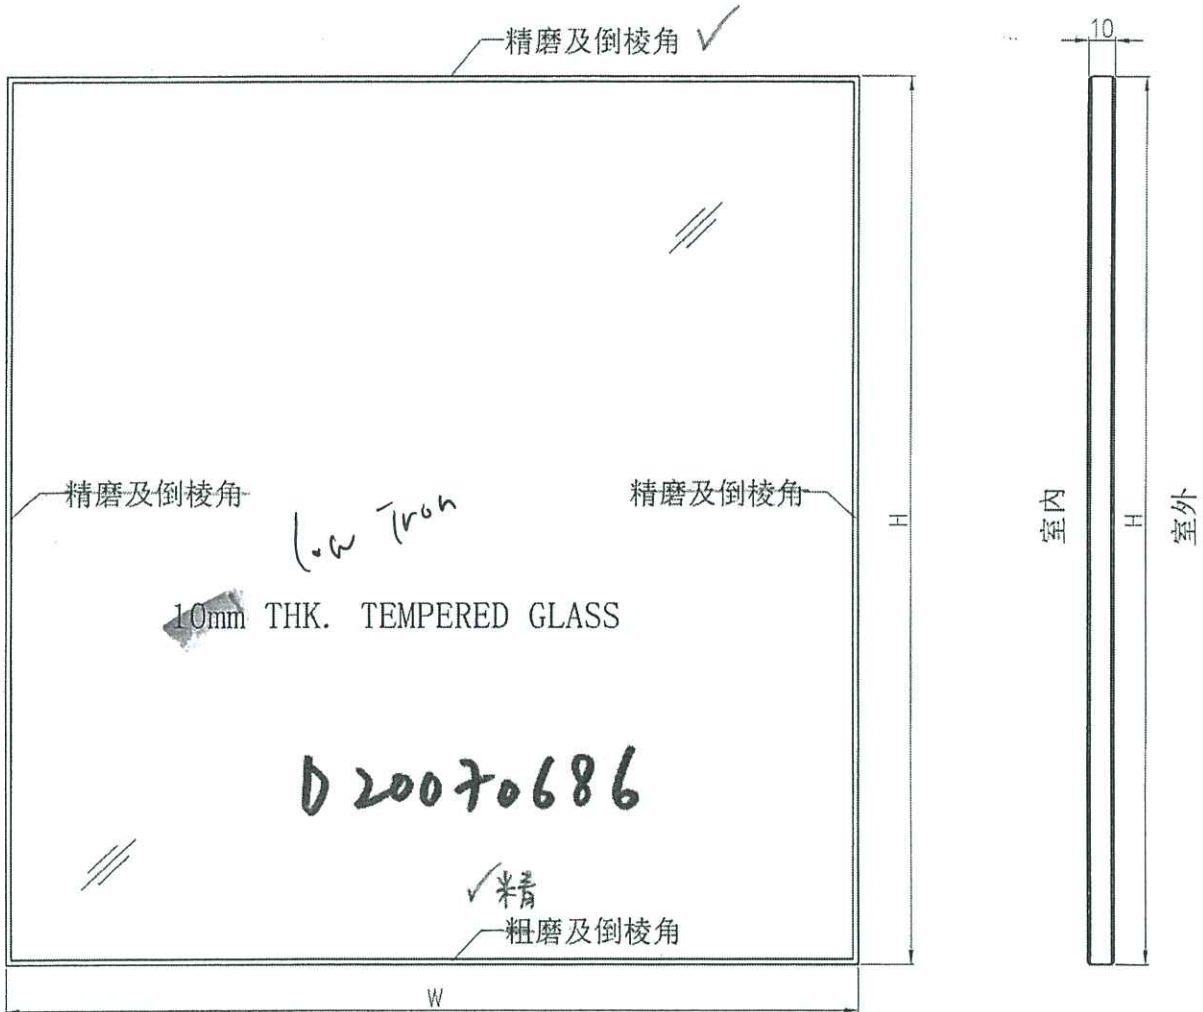 精磨及倒棱角 ✓
10
精磨及倒棱角
精磨及倒棱角
H
室内
H
室外
low Iron
10mm THK. TEMPERED GLASS
D20070686
✓精
粗磨及倒棱角
W